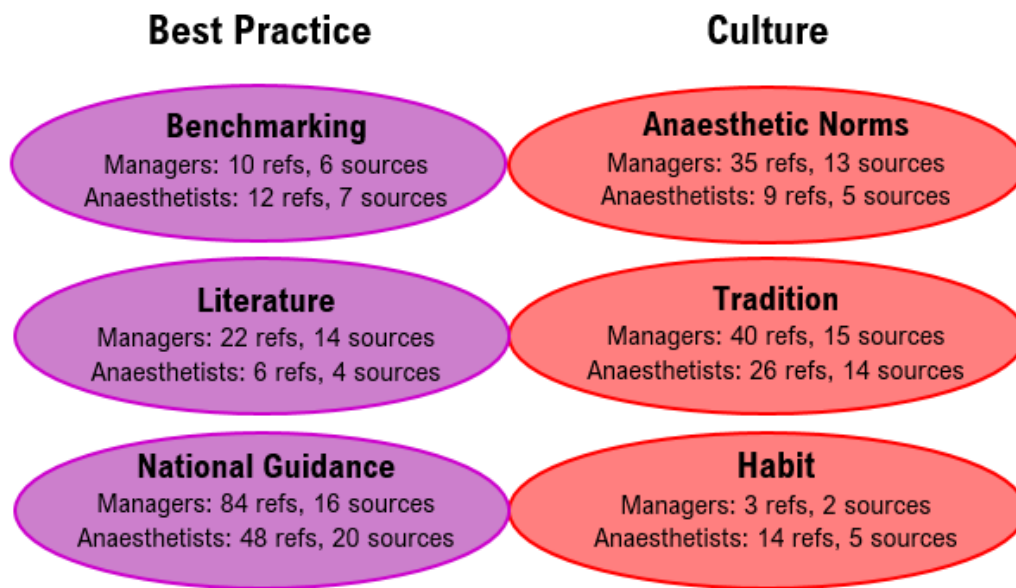 Best Practice
Culture
Benchmarking
Managers: 10 refs, 6 sources
Anaesthetists: 12 refs, 7 sources
Anaesthetic Norms
Managers: 35 refs, 13 sources
Anaesthetists: 9 refs, 5 sources
Literature
Managers: 22 refs, 14 sources
Anaesthetists: 6 refs, 4 sources
Tradition
Managers: 40 refs, 15 sources
Anaesthetists: 26 refs, 14 sources
National Guidance
Managers: 84 refs, 16 sources
Anaesthetists: 48 refs, 20 sources
Habit
Managers: 3 refs, 2 sources
Anaesthetists: 14 refs, 5 sources